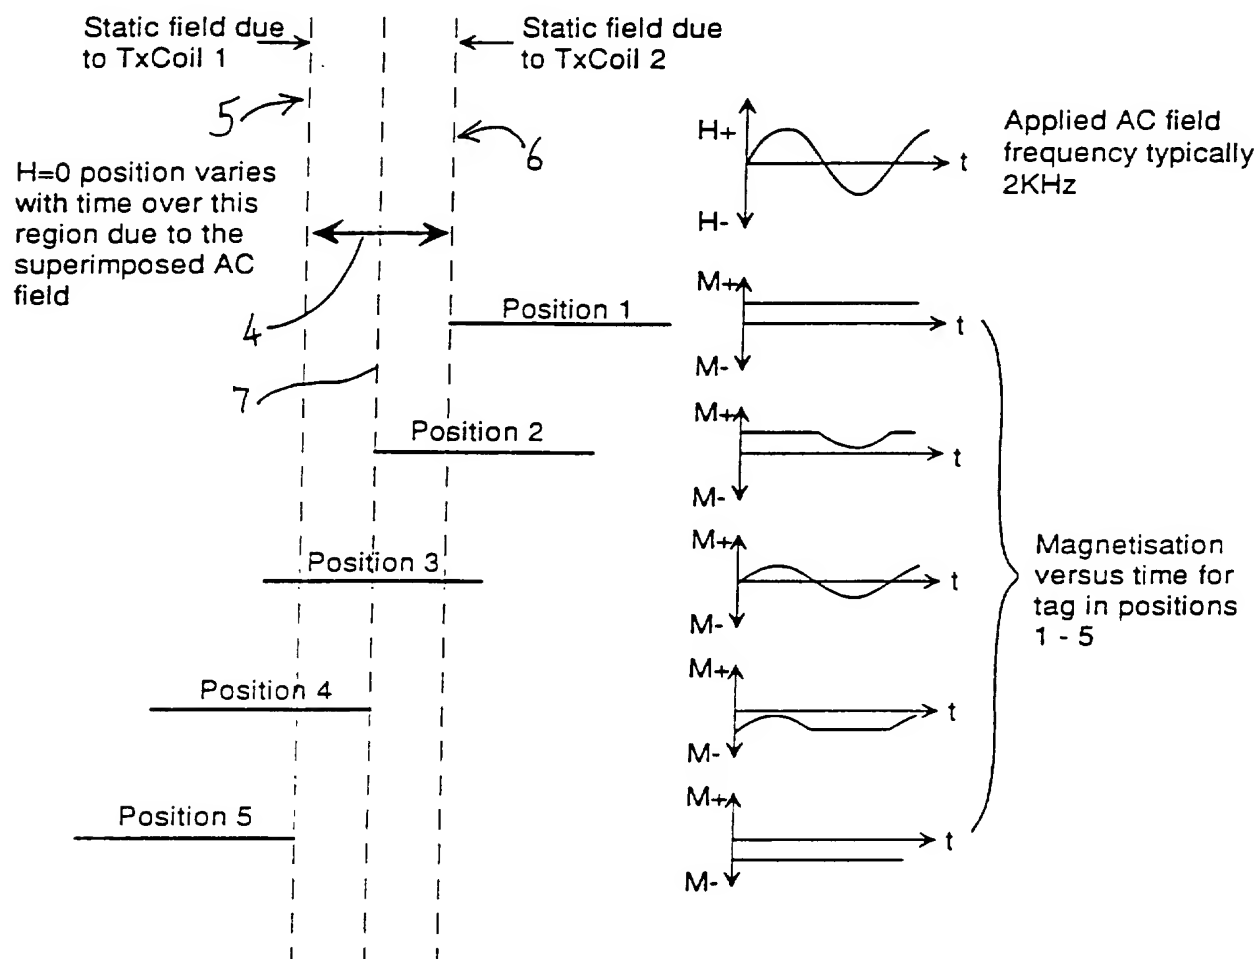 Static field due
to TxCoil 1
Static field due
to TxCoil 2
5
6
H=0 position varies
with time over this
region due to the
superimposed AC
field
4
7
H+
t
H-
Applied AC field
frequency typically
2KHz
Position 1
M+
t
M-
Position 2
M+
t
M-
Position 3
M+
t
M-
Position 4
M+
t
M-
Position 5
M+
t
M-
Magnetisation
versus time for
tag in positions
1 - 5